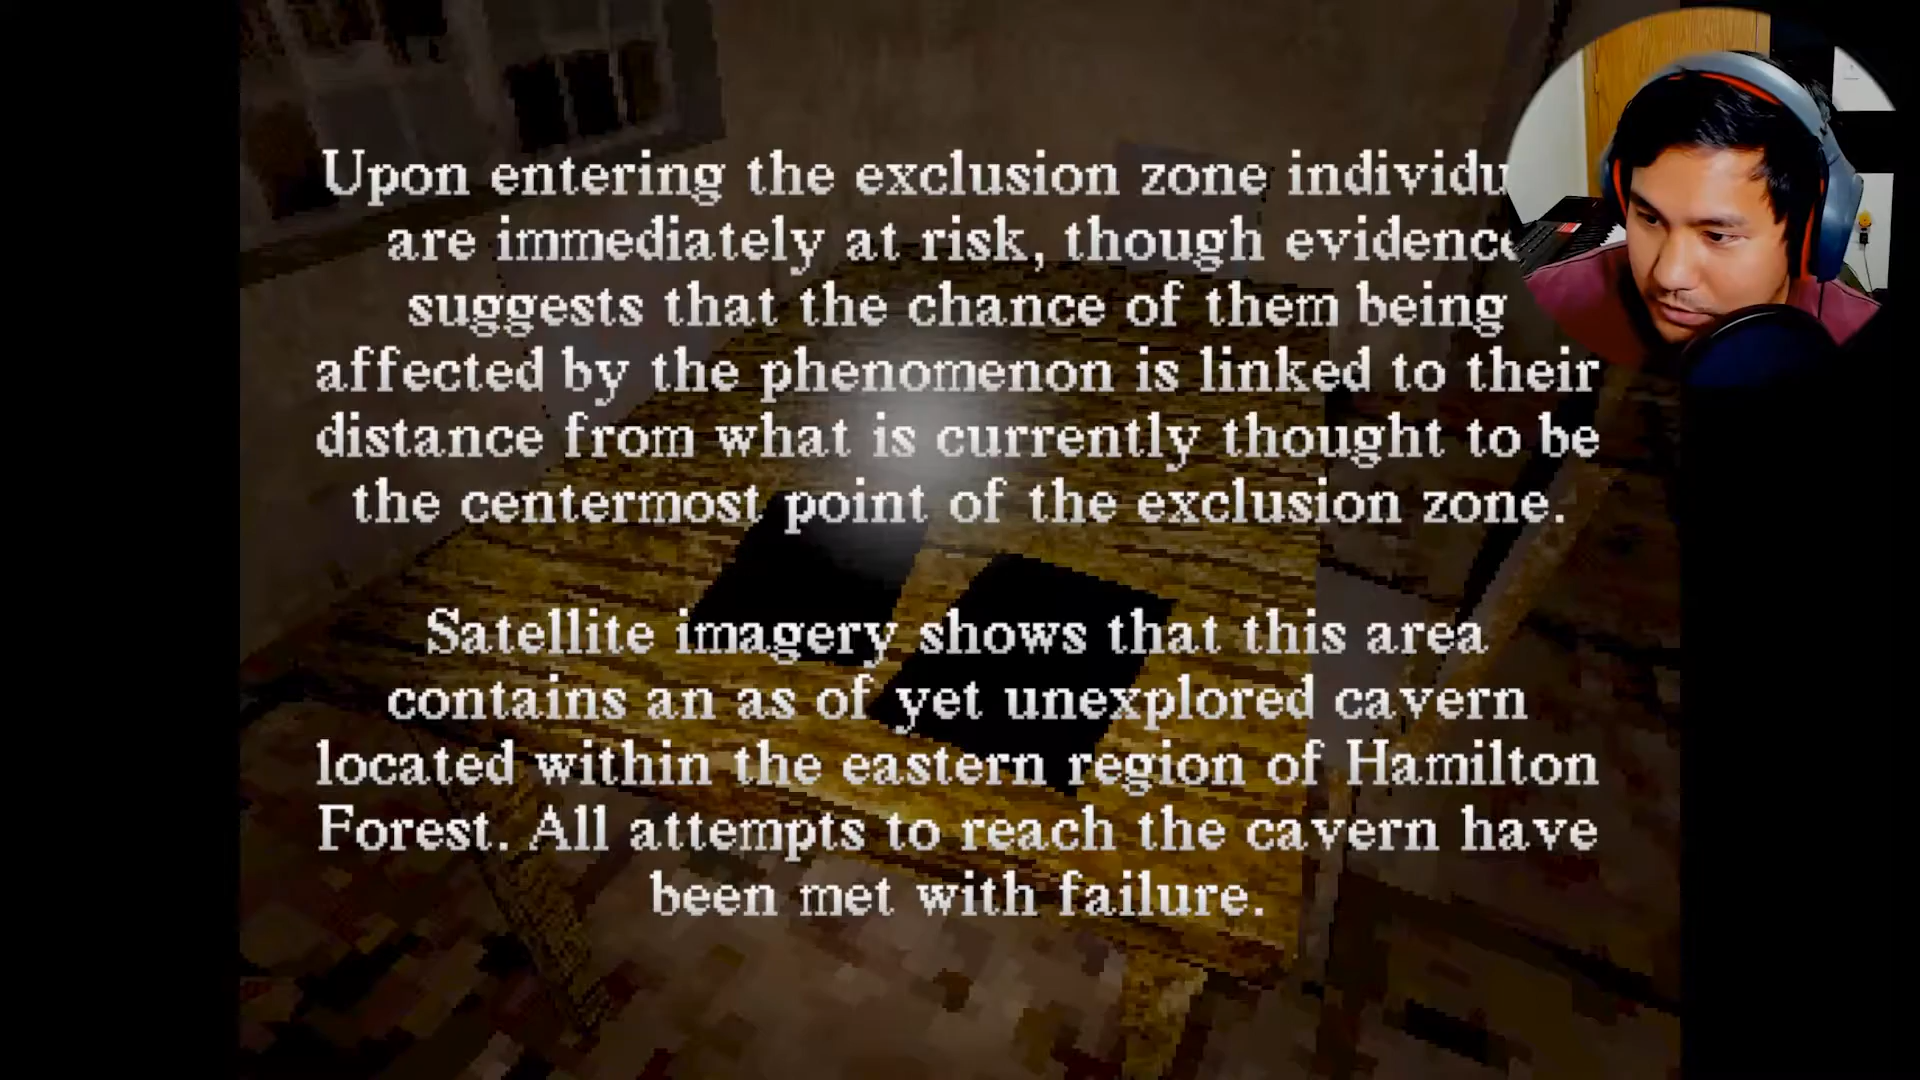 Upon entering the exclusion zone
are immediately at risk, though evidence
suggests that the chance of them being
affected by the phenomenon is linked to their
distance from what is currently thought to be
the centermost point of the exclusion zone.
Satellite imagery shows that this area
contains an as of yet unexplored cavern
located within the eastern region of Hamilton
Forest. All attempts to reach the cavern have
been met with failure.